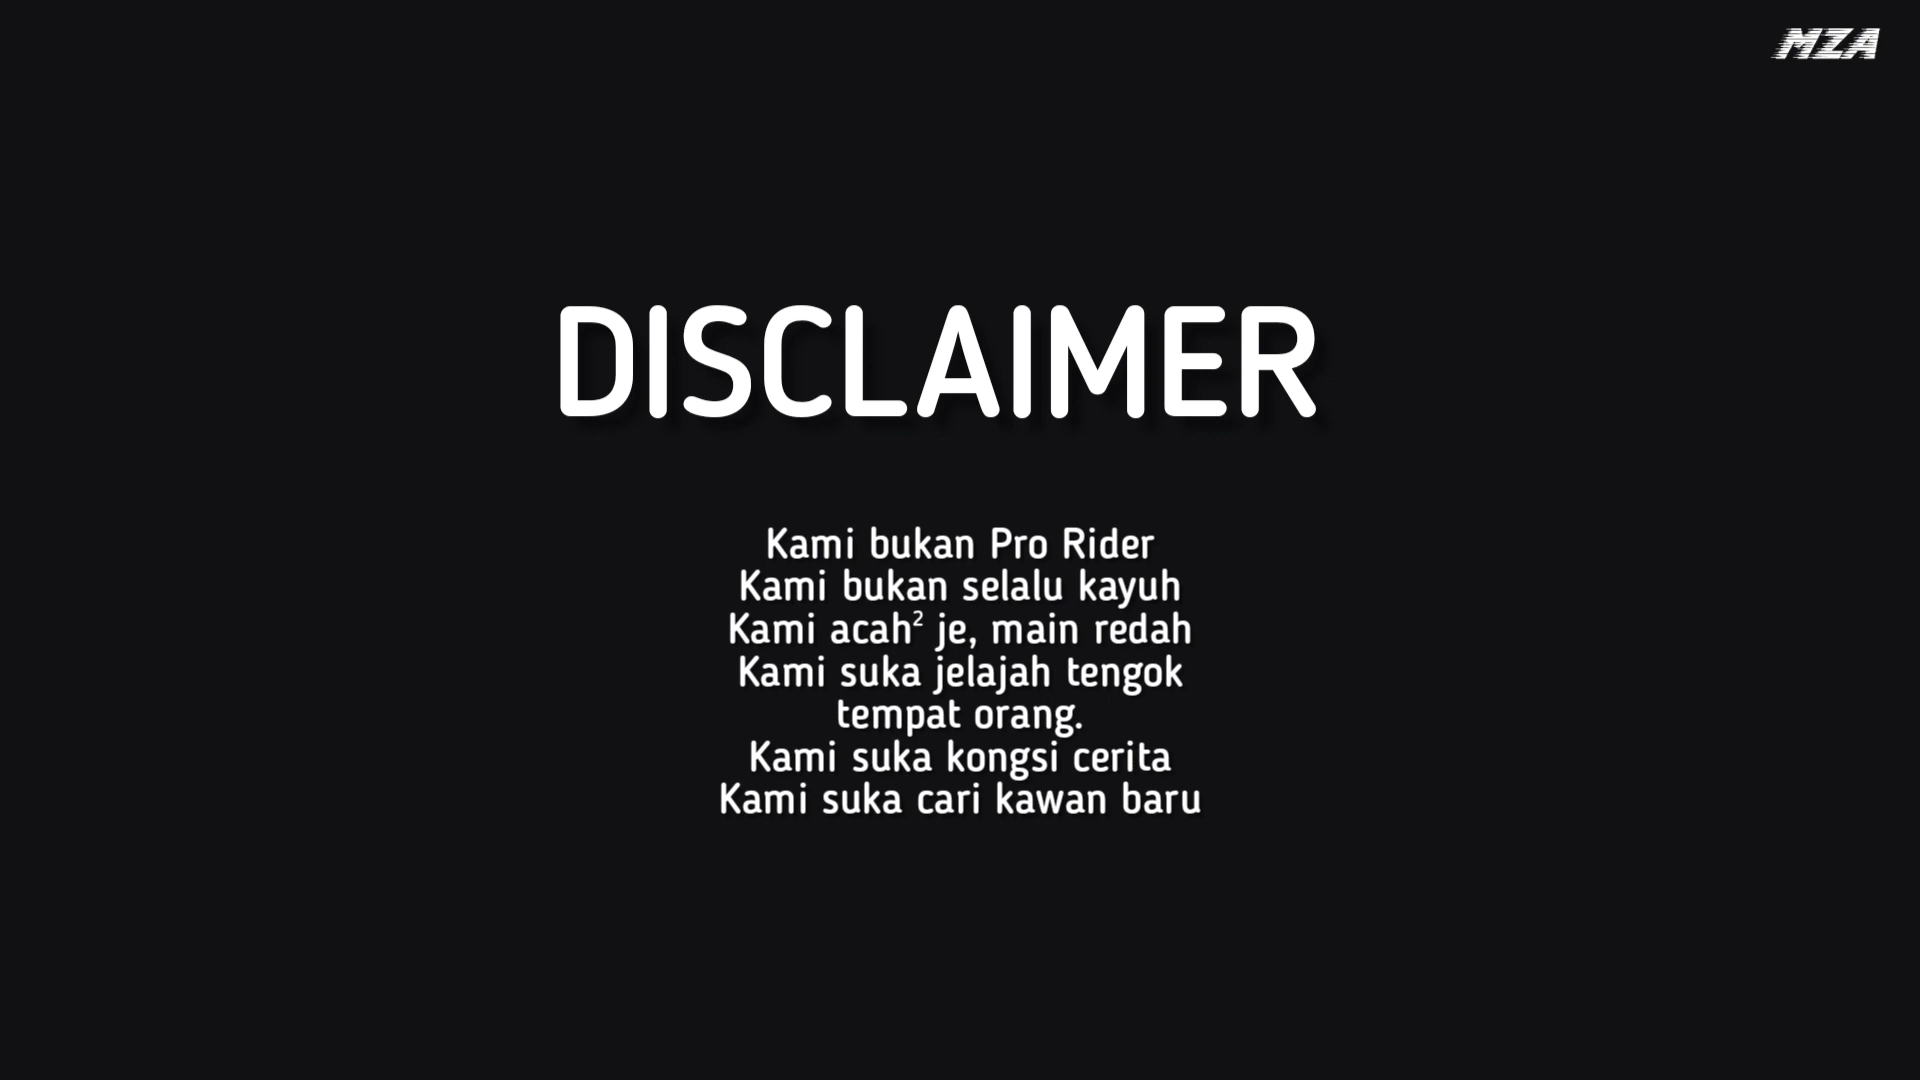 MZA
DISCLAIMER
Kami bukan Pro Rider
Kami bukan selalu kayuh
Kami acah² je, main redah
Kami suka jelajah tengok
tempat orang.
Kami suka kongsi cerita
Kami suka cari kawan baru